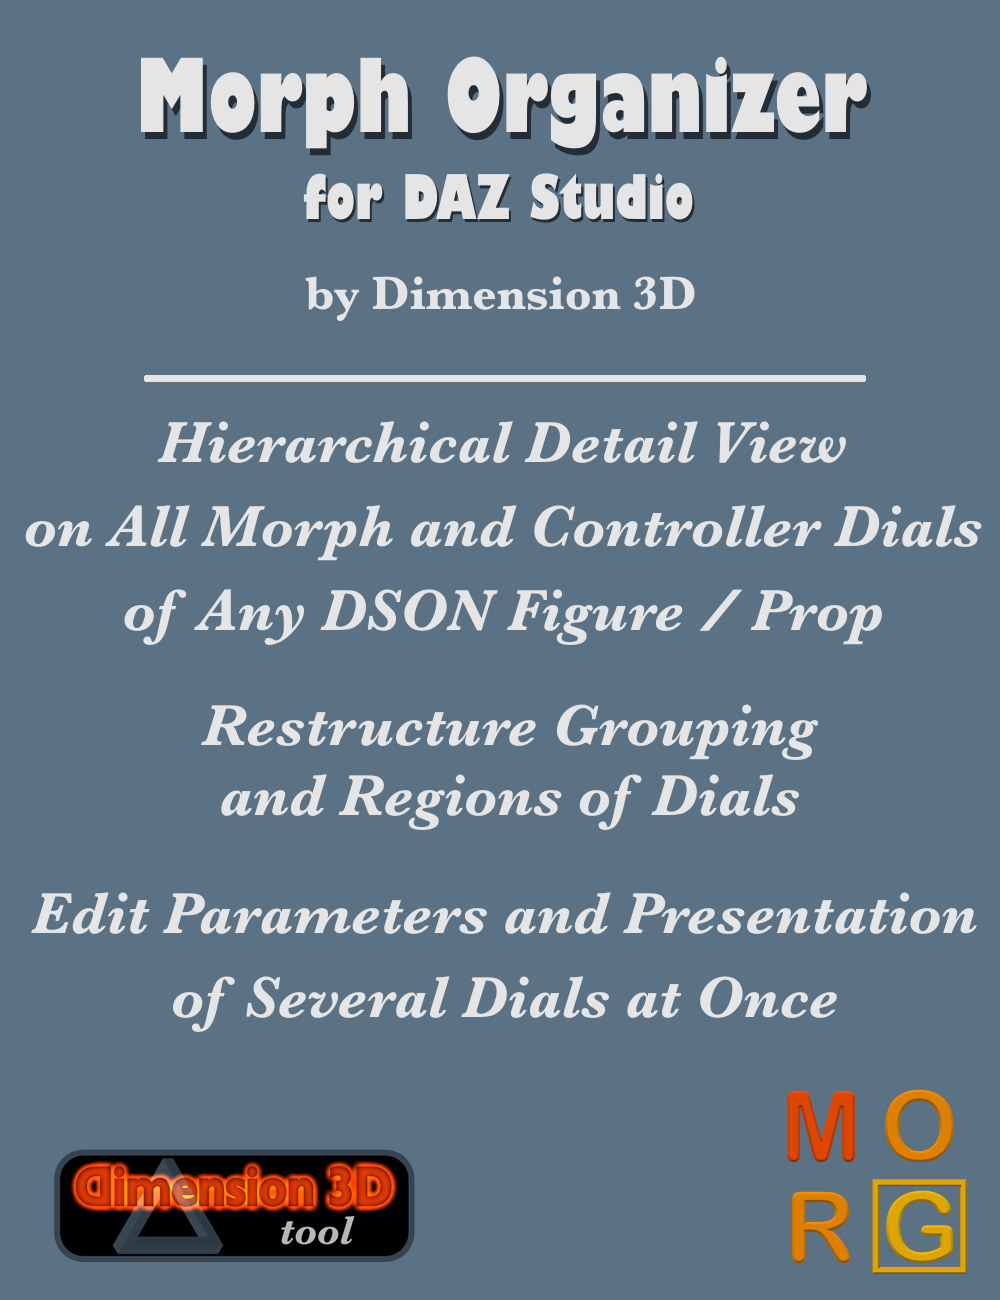 Morph Organizer
for DAZ Studio
by Dimension 3D
Hierarchical Detail View
on All Morph and Controller Dials
of Any DSON Figure / Prop
Restructure Grouping
and Regions of Dials
Edit Parameters and Presentation
of Several Dials at Once
Dimension 3D
tool
M O
R G